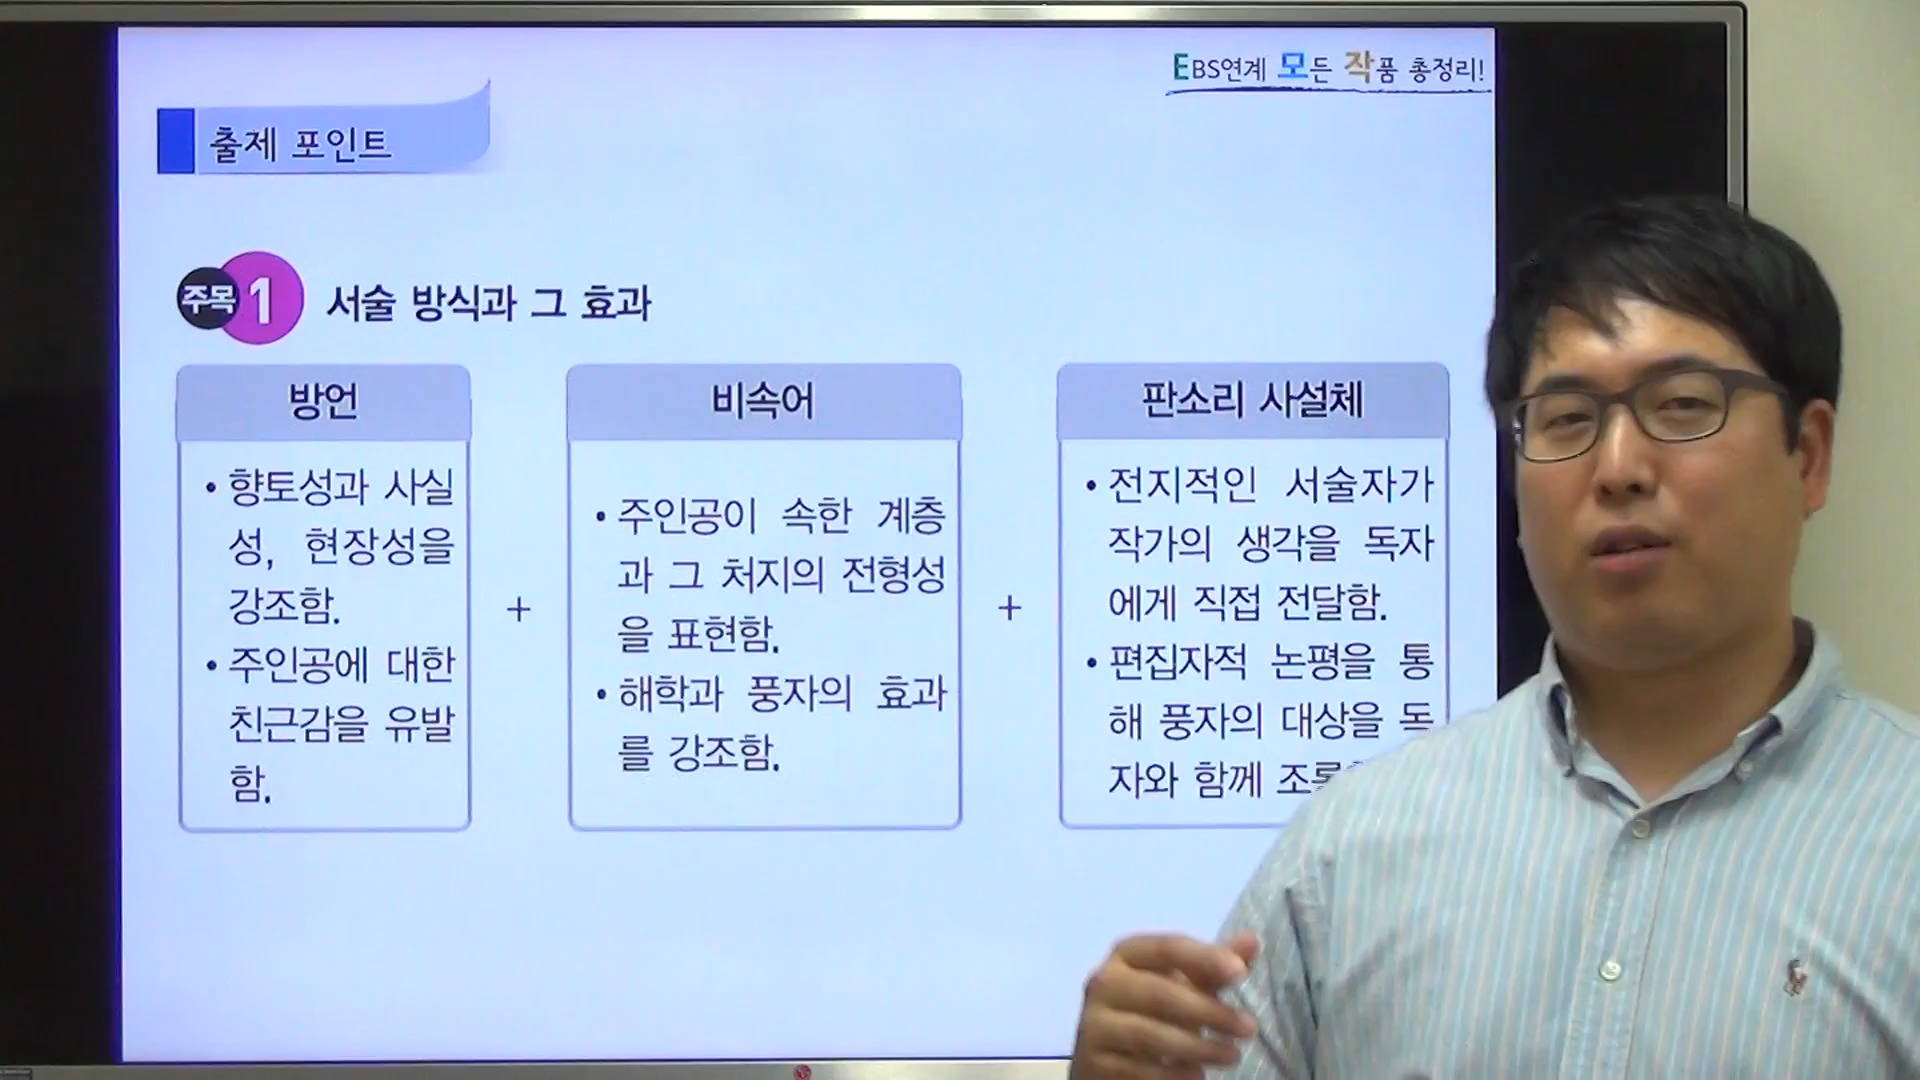 EBS연계 모든 작품 총정리!
출제 포인트
주목 1 서술 방식과 그 효과
방언
• 향토성과 사실
성, 현장성을
강조함.
• 주인공에 대한
친근감을 유발
함.
+
비속어
• 주인공이 속한 계층
과 그 처지의 전형성
을 표현함.
• 해학과 풍자의 효과
를 강조함.
+
판소리 사설체
• 전지적인 서술자가
작가의 생각을 독자
에게 직접 전달함.
• 편집자적 논평을 통
해 풍자의 대상을 독
자와 함께